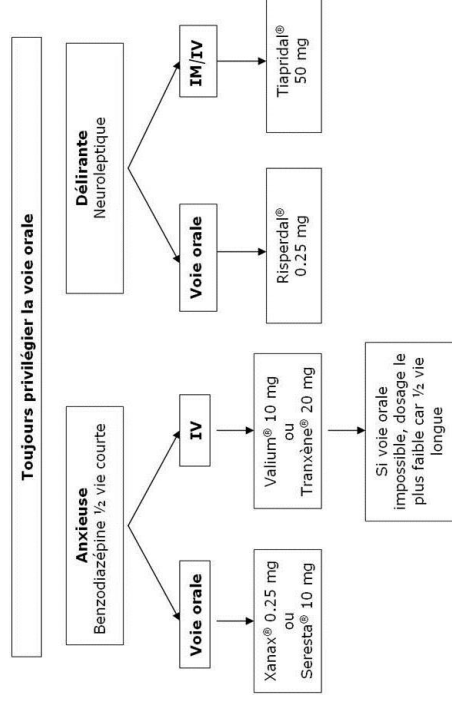 Toujours privilégier la voie orale
Anxieuse
Benzodiazépine ½ vie courte
Voie orale
Xanax® 0.25 mg
ou
Seresta® 10 mg
IV
Valium® 10 mg
ou
Tranxène® 20 mg
Si voie orale
impossible, dosage le
plus faible car ½ vie
longue
Délirante
Neuroleptique
Voie orale
Risperdal®
0.25 mg
IM/IV
Tiapridal®
50 mg